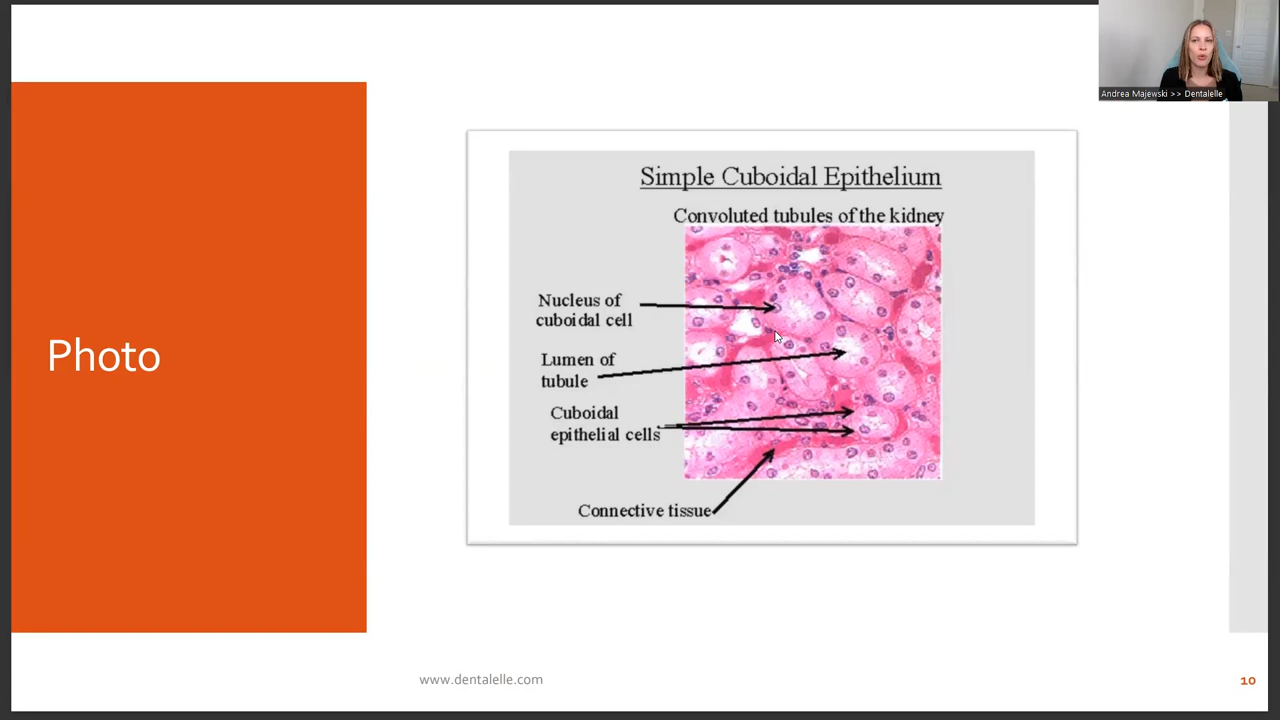 Andrea Majewski >> Dentalelle
Photo
Simple Cuboidal Epithelium
Convoluted tubules of the kidney
Nucleus of
cuboidal cell
Lumen of
tubule
Cuboidal
epithelial cells
Connective tissue
www.dentalelle.com
10